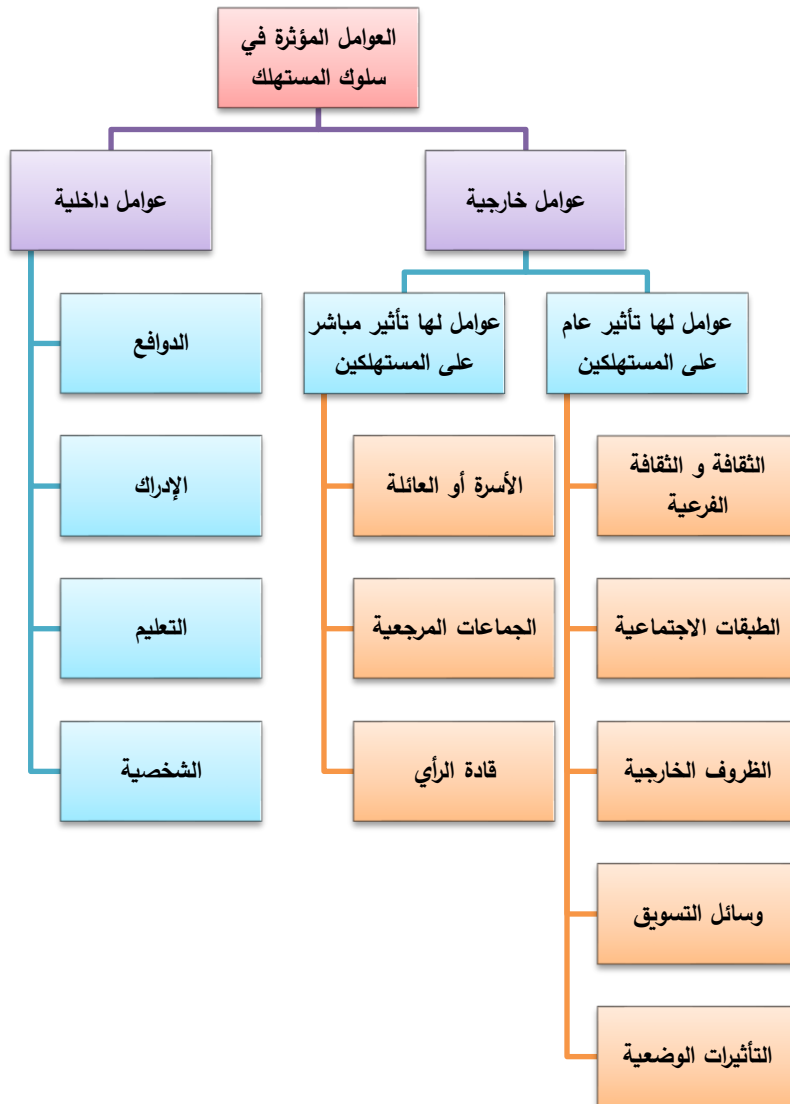 العوامل المؤثرة في
سلوك المستهلك
عوامل خارجية
عوامل داخلية
عوامل لها تأثير عام
على المستهلكين
عوامل لها تأثير مباشر
على المستهلكين
الثقافة و الثقافة
الفرعية
الطبقات الاجتماعية
الظروف الخارجية
وسائل التسويق
التأثيرات الوضعية
الأسرة أو العائلة
الجماعات المرجعية
قادة الرأي
الدوافع
الإدراك
التعليم
الشخصية